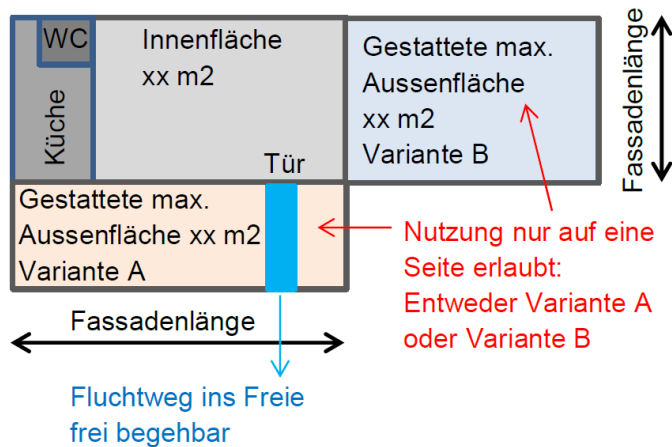 WC
Innenfläche
xx m2
Küche
Tür
Gestattete max.
Aussenfläche
xx m2
Variante B
Fassadenlänge
Gestattete max.
Aussenfläche xx m2
Variante A
Nutzung nur auf eine
Seite erlaubt:
Entweder Variante A
oder Variante B
Fassadenlänge
Fluchtweg ins Freie
frei begehbar